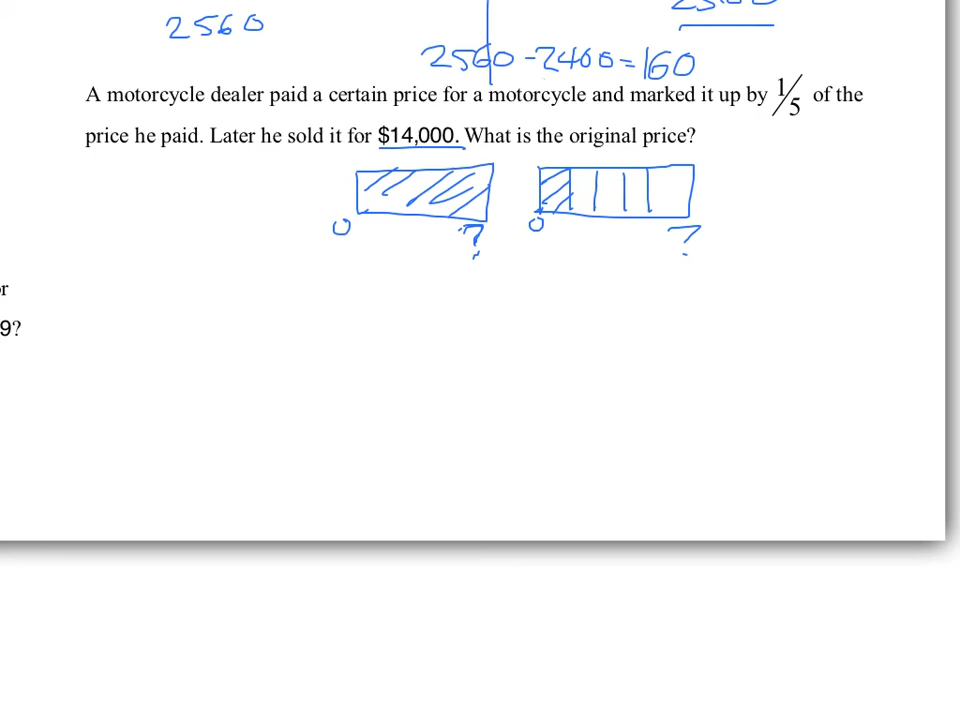 2560
2560 - 2400 = 160
A motorcycle dealer paid a certain price for a motorcycle and marked it up by 1/5 of the
price he paid. Later he sold it for $14,000. What is the original price?
0 ? 0 ?
9?